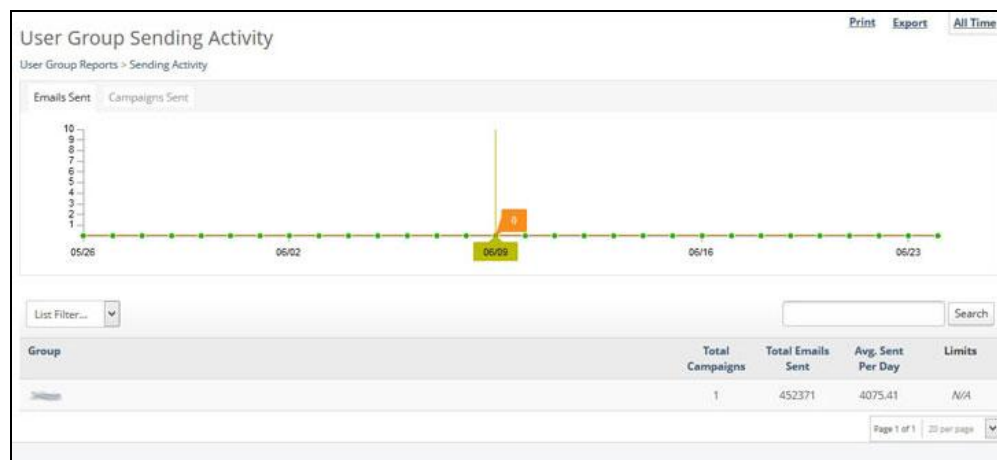 Print Export All Time
User Group Sending Activity
User Group Reports > Sending Activity
Emails Sent Campaigns Sent
10
9
8
7
6
5
4
3
2
1
0
05/26 06/02 06/09 06/16 06/23
List Filter... Search
Group Total Campaigns Total Emails Sent Avg. Sent Per Day Limits
1 452371 4075.41 N/A
Page 1 of 1 20 per page